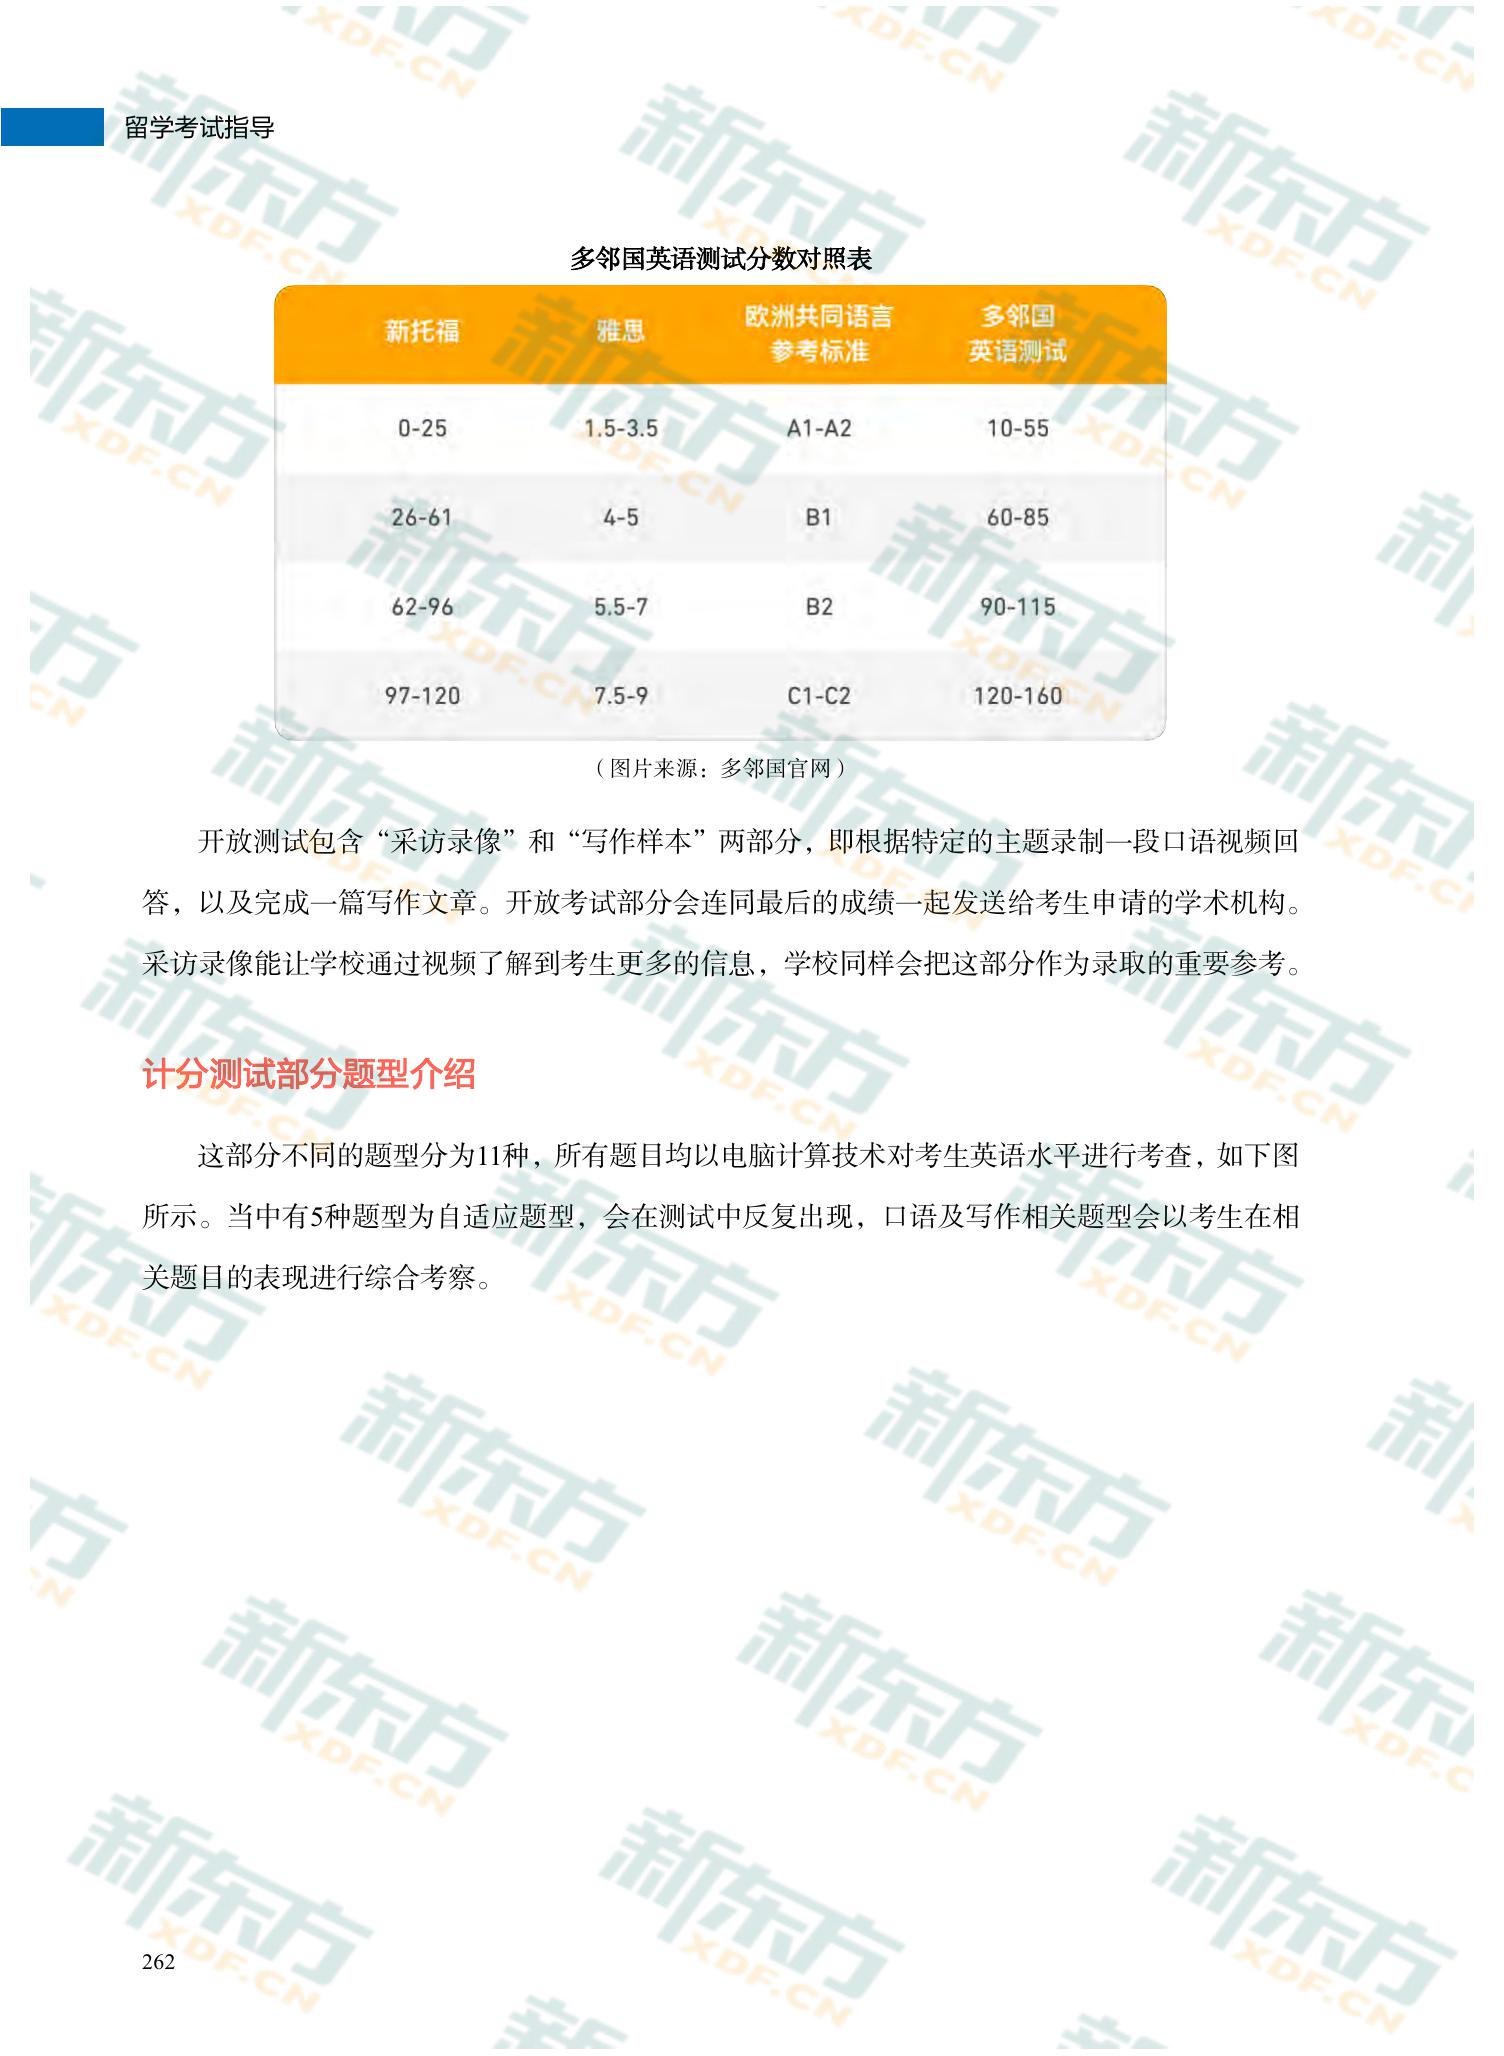 留学考试指导
多邻国英语测试分数对照表
新托福 雅思 欧洲共同语言参考标准 多邻国英语测试
0-25 1.5-3.5 A1-A2 10-55
26-61 4-5 B1 60-85
62-96 5.5-7 B2 90-115
97-120 7.5-9 C1-C2 120-160
（图片来源：多邻国官网）
开放测试包含“采访录像”和“写作样本”两部分，即根据特定的主题录制一段口语视频回
答，以及完成一篇写作文章。开放考试部分会连同最后的成绩一起发送给考生申请的学术机构。
采访录像能让学校通过视频了解到考生更多的信息，学校同样会把这部分作为录取的重要参考。
计分测试部分题型介绍
这部分不同的题型分为11种，所有题目均以电脑计算技术对考生英语水平进行考查，如下图
所示。当中有5种题型为自适应题型，会在测试中反复出现，口语及写作相关题型会以考生在相
关题目的表现进行综合考察。
262
新东方
XDF.CN